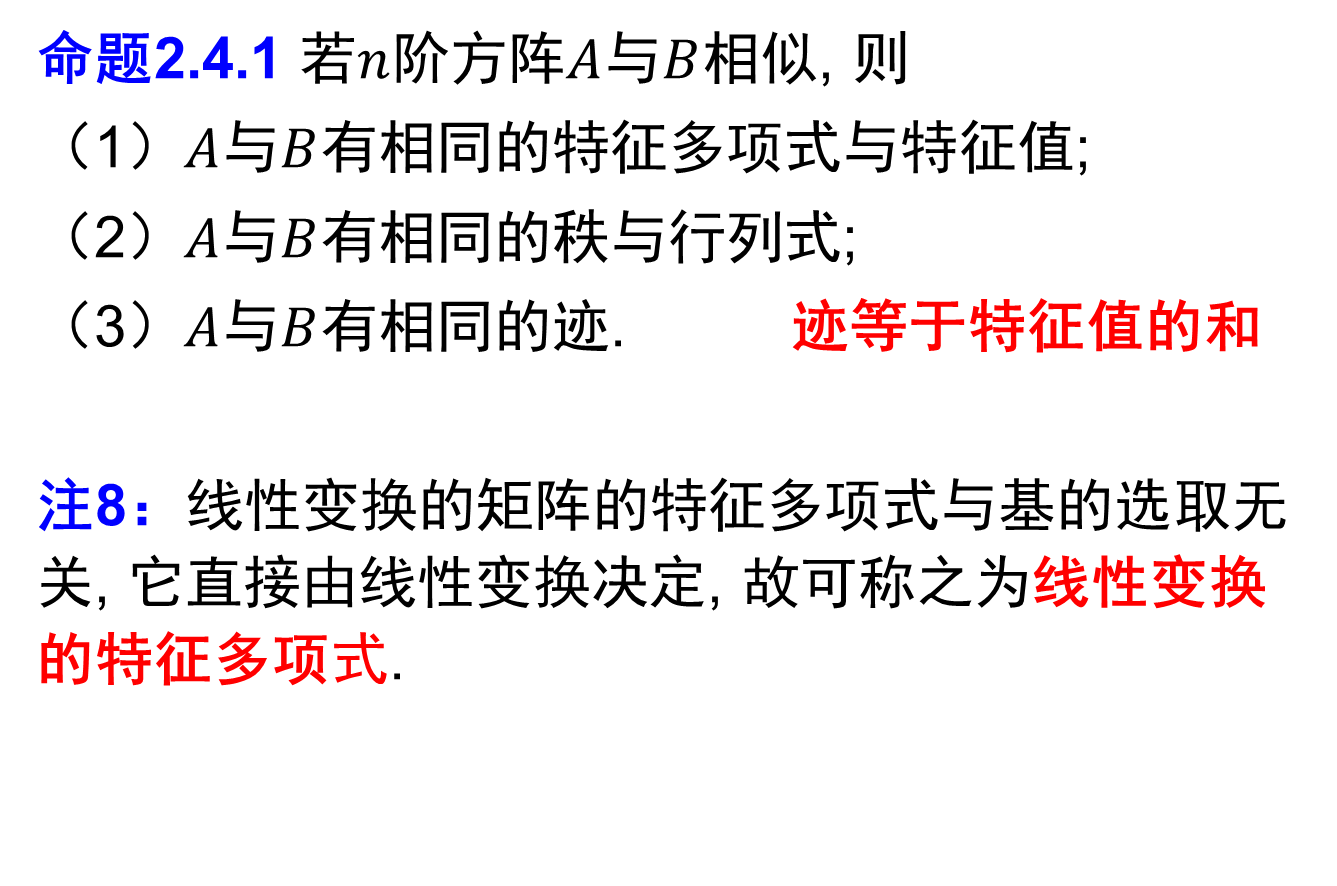 命题2.4.1 若n阶方阵A与B相似, 则
（1）A与B有相同的特征多项式与特征值;
（2）A与B有相同的秩与行列式;
（3）A与B有相同的迹. 迹等于特征值的和
注8：线性变换的矩阵的特征多项式与基的选取无
关, 它直接由线性变换决定, 故可称之为线性变换
的特征多项式.